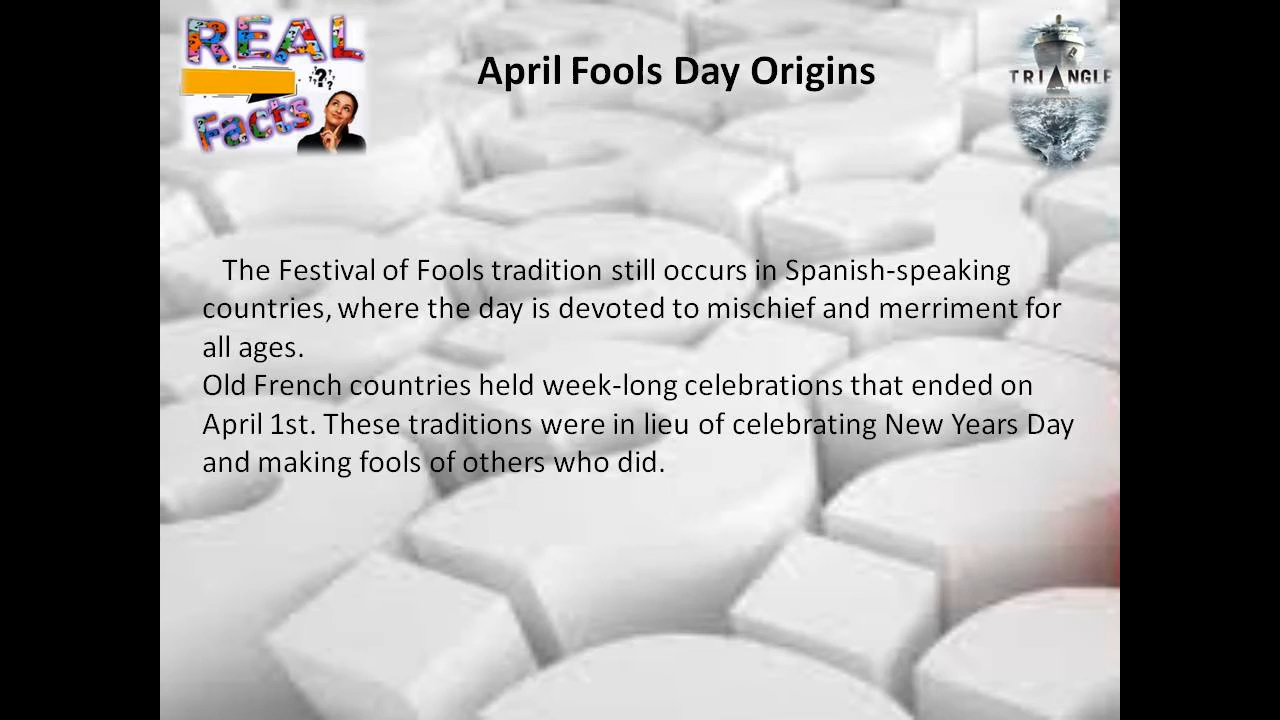 REAL
Facts
April Fools Day Origins
TRIANGLE
The Festival of Fools tradition still occurs in Spanish-speaking
countries, where the day is devoted to mischief and merriment for
all ages.
Old French countries held week-long celebrations that ended on
April 1st. These traditions were in lieu of celebrating New Years Day
and making fools of others who did.